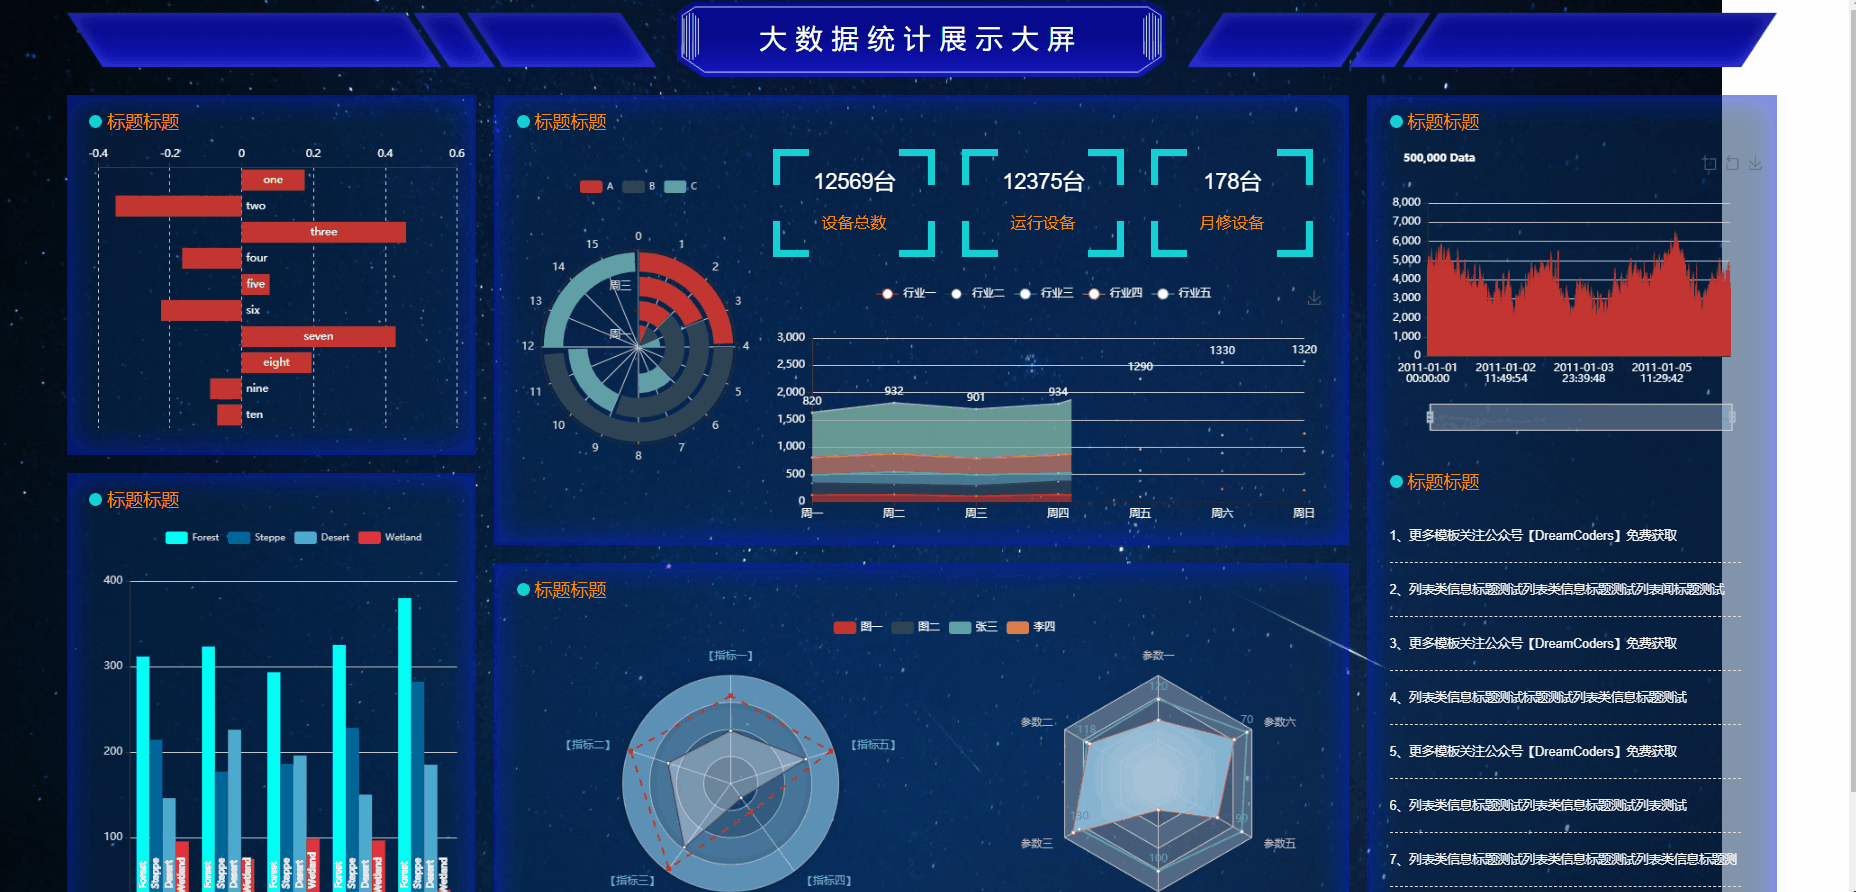 大数据统计展示大屏
标题标题
-0.4 -0.2 0 0.2 0.4 0.6
one
two
three
four
five
six
seven
eight
nine
ten
标题标题
Forest Steppe Desert Wetland
400
300
200
100
Forest Steppe Desert Wetland Forest Steppe Desert Wetland Forest Steppe Desert Wetland Forest Steppe Desert Wetland Forest Steppe Desert Wetland
标题标题
A B C
0
1
2
3
4
5
6
7
8
9
10
11
12
13
14
15
周三
周一
12569台
设备总数
12375台
运行设备
178台
月修设备
行业一 行业二 行业三 行业四 行业五
3,000
2,500
2,000
1,500
1,000
500
0
820 932 901 934 1290 1330 1320
周一 周二 周三 周四 周五 周六 周日
标题标题
图一 图二 张三 李四
【指标一】
【指标二】
【指标三】
【指标四】
【指标五】
参数一
参数二
参数三
参数五
参数六
120
118
130
100
90
70
标题标题
500,000 Data
8,000
7,000
6,000
5,000
4,000
3,000
2,000
1,000
0
2011-01-01 2011-01-02 2011-01-03 2011-01-05
00:00:00 11:49:54 23:39:48 11:29:42
标题标题
1、更多模板关注公众号【DreamCoders】免费获取
2、列表类信息标题测试列表类信息标题测试列表闻标题测试
3、更多模板关注公众号【DreamCoders】免费获取
4、列表类信息标题测试标题测试列表类信息标题测试
5、更多模板关注公众号【DreamCoders】免费获取
6、列表类信息标题测试列表类信息标题测试列表测试
7、列表类信息标题测试列表类信息标题测试列表类信息标题测